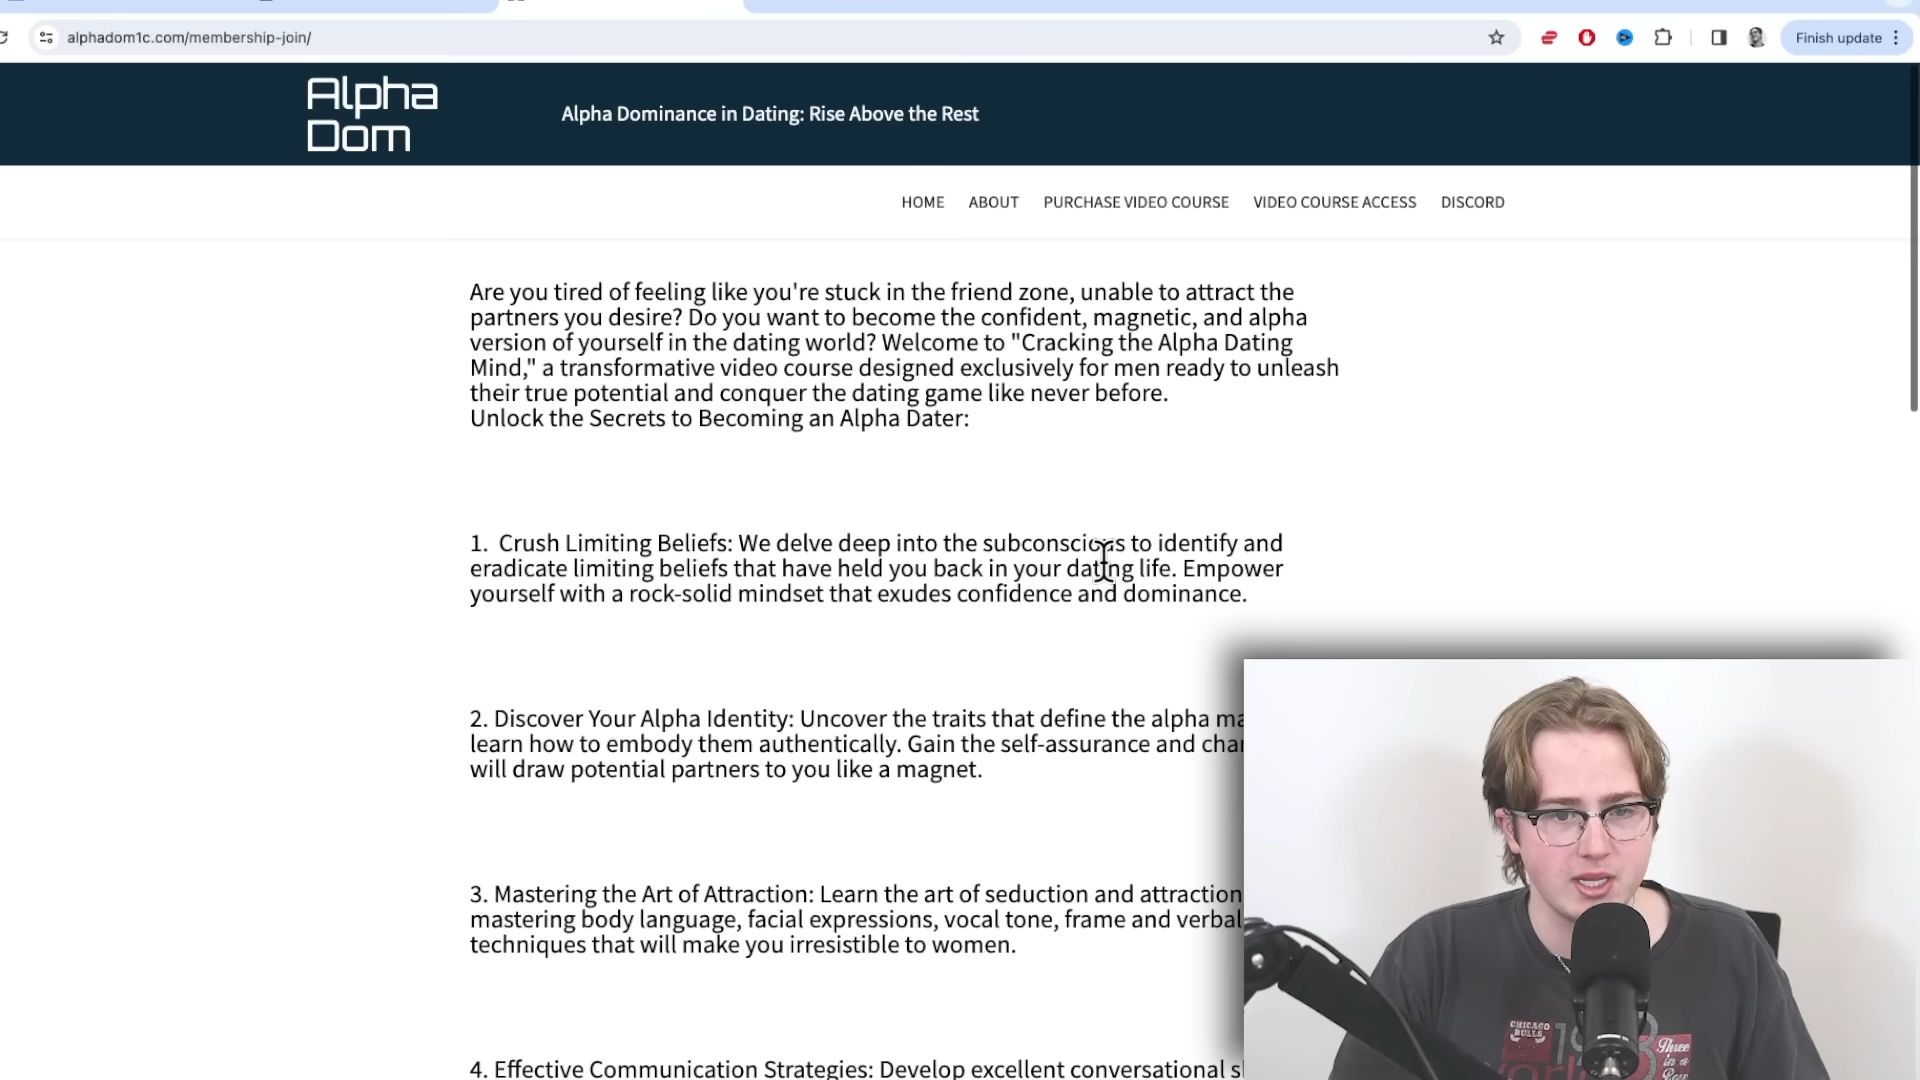 alphadom1c.com/membership-join/
Finish update
Alpha
Dom
Alpha Dominance in Dating: Rise Above the Rest
HOME ABOUT PURCHASE VIDEO COURSE VIDEO COURSE ACCESS DISCORD
Are you tired of feeling like you're stuck in the friend zone, unable to attract the
partners you desire? Do you want to become the confident, magnetic, and alpha
version of yourself in the dating world? Welcome to "Cracking the Alpha Dating
Mind," a transformative video course designed exclusively for men ready to unleash
their true potential and conquer the dating game like never before.
Unlock the Secrets to Becoming an Alpha Dater:
1. Crush Limiting Beliefs: We delve deep into the subconscious to identify and
eradicate limiting beliefs that have held you back in your dating life. Empower
yourself with a rock-solid mindset that exudes confidence and dominance.
2. Discover Your Alpha Identity: Uncover the traits that define the alpha
learn how to embody them authentically. Gain the self-assurance and
will draw potential partners to you like a magnet.
3. Mastering the Art of Attraction: Learn the art of seduction and attraction
mastering body language, facial expressions, vocal tone, frame and verbal
techniques that will make you irresistible to women.
4. Effective Communication Strategies: Develop excellent conversational
CHICAGO
BULLS
Three
in a